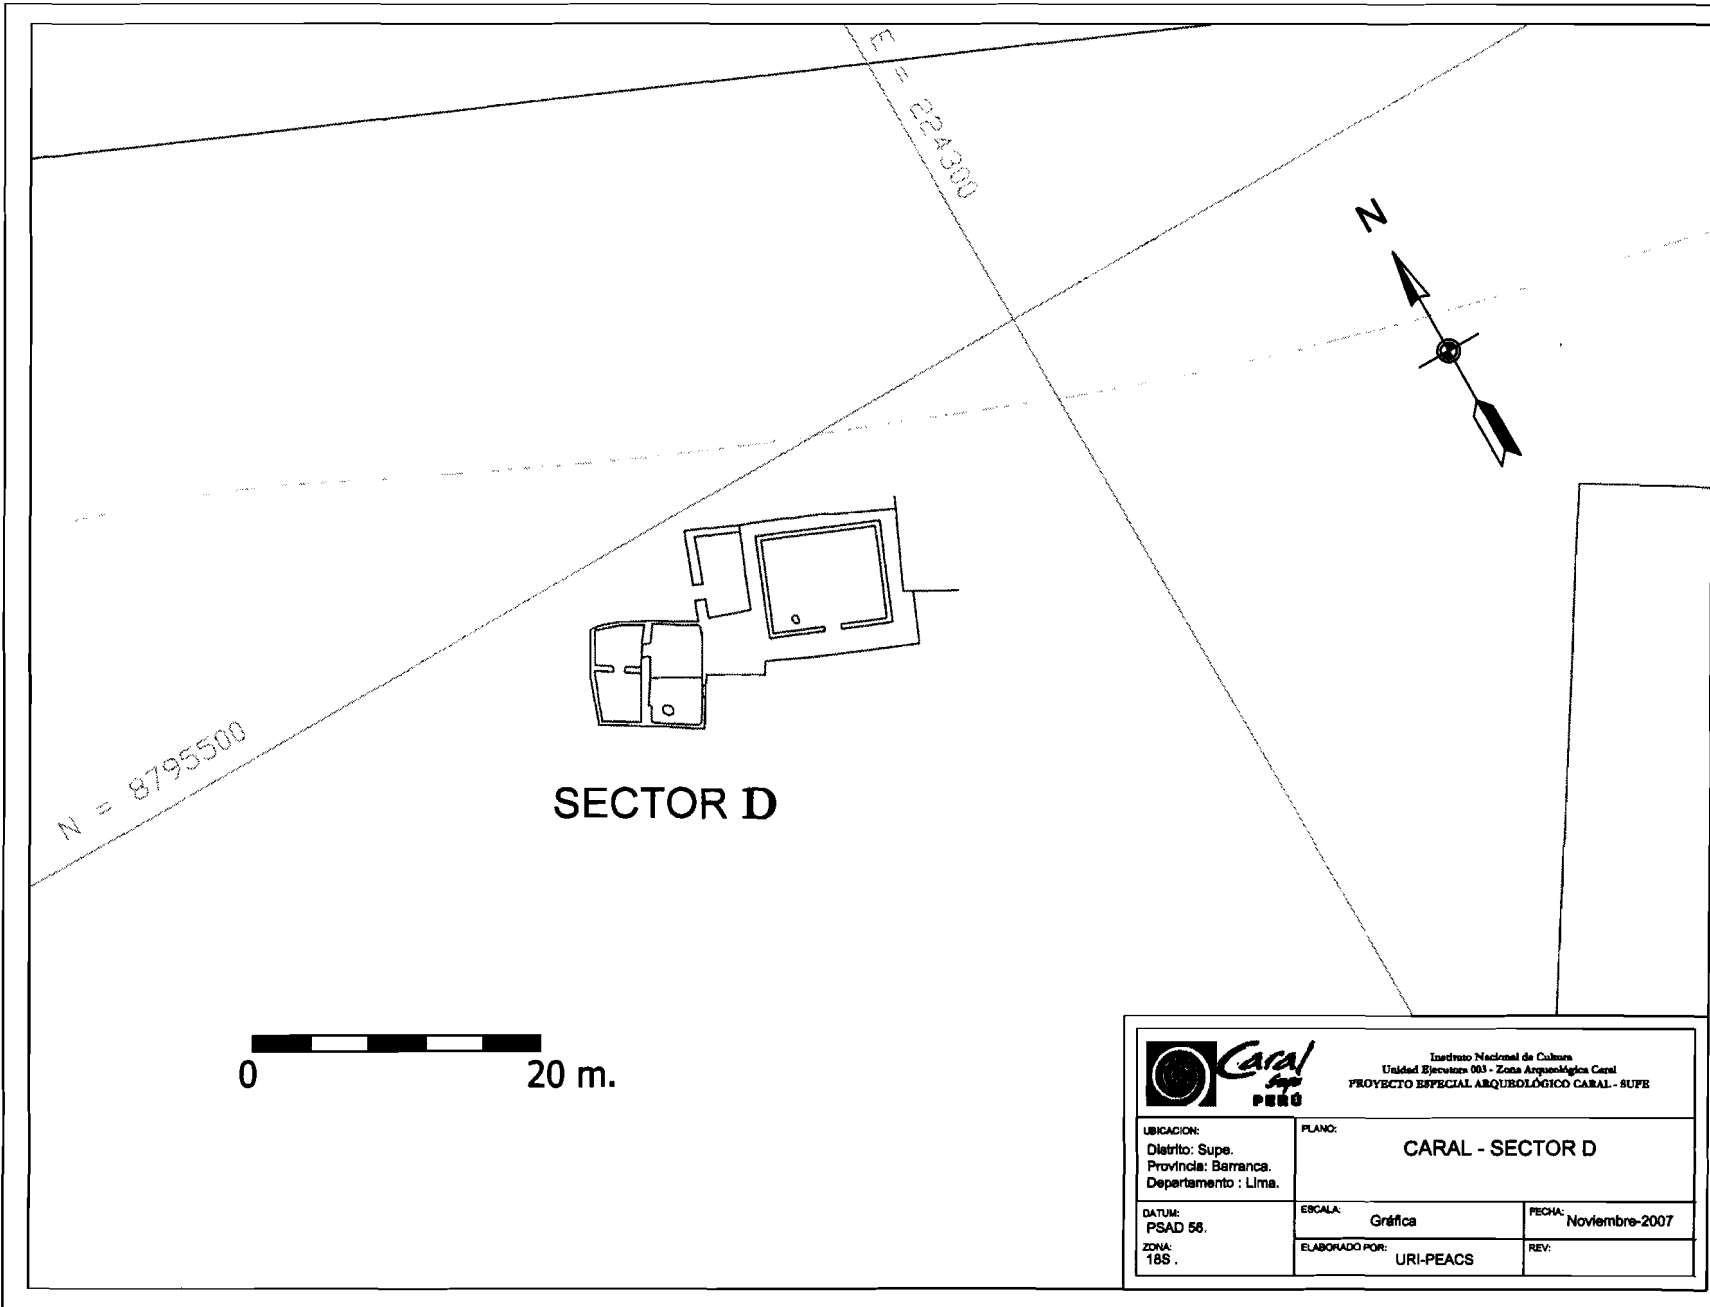 E = 224300
N
N = 8795500
SECTOR D
0 20 m.
Caral
Supe
PERÚ
Instituto Nacional de Cultura
Unidad Ejecutora 003 - Zona Arqueológica Caral
PROYECTO ESPECIAL ARQUEOLÓGICO CARAL - SUPE
UBICACION:
Distrito: Supe.
Provincia: Barranca.
Departamento : Lima.
PLANO:
CARAL - SECTOR D
DATUM:
PSAD 56.
ZONA:
18S .
ESCALA:
Gráfica
FECHA:
Noviembre-2007
ELABORADO POR:
URI-PEACS
REV: